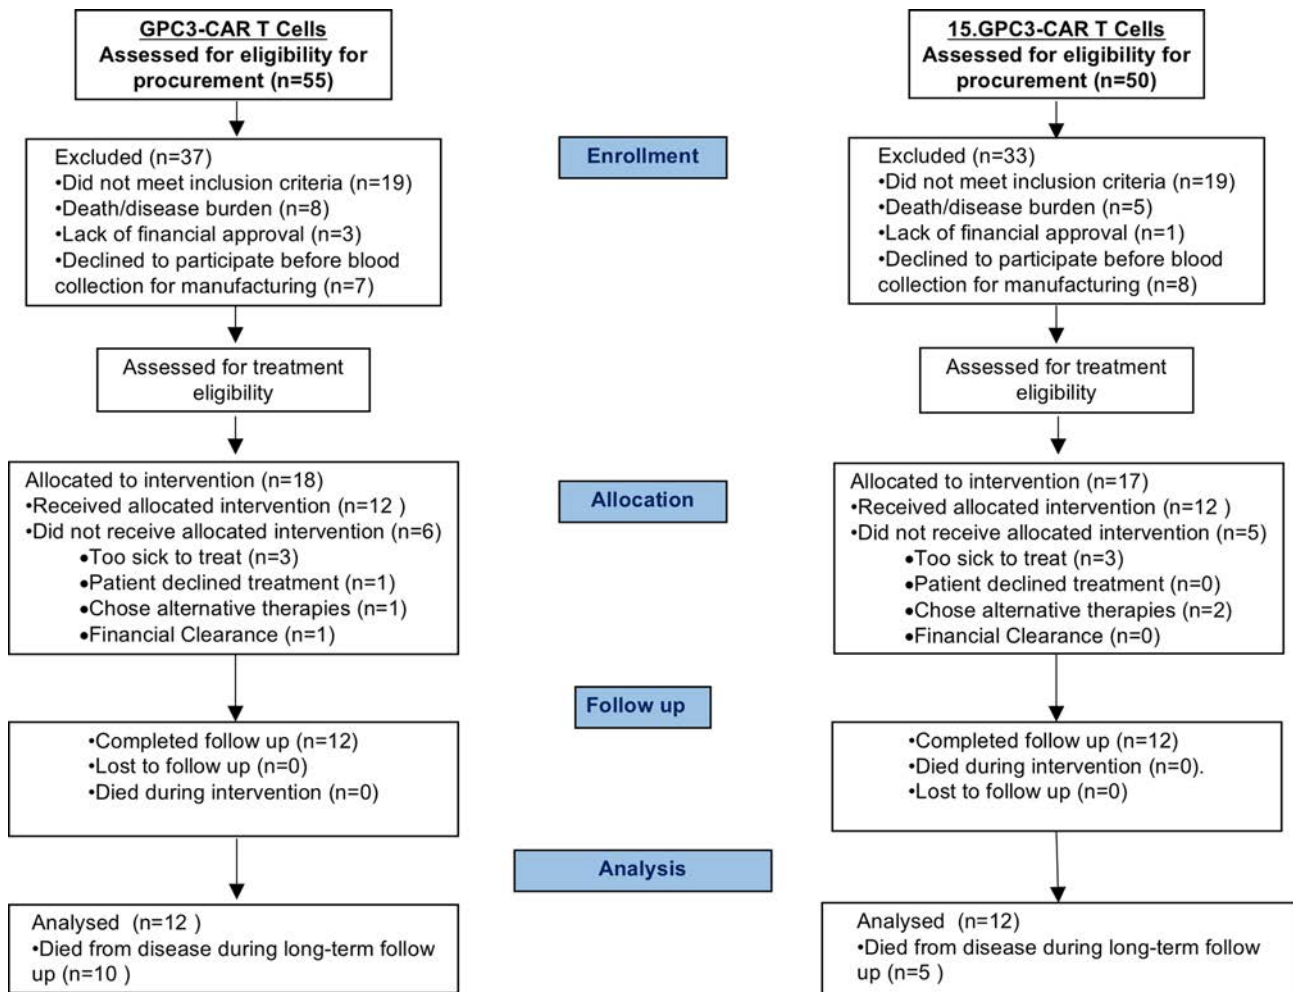 GPC3-CAR T Cells
Assessed for eligibility for
procurement (n=55)
Excluded (n=37)
•Did not meet inclusion criteria (n=19)
•Death/disease burden (n=8)
•Lack of financial approval (n=3)
•Declined to participate before blood
collection for manufacturing (n=7)
Assessed for treatment
eligibility
Allocated to intervention (n=18)
•Received allocated intervention (n=12 )
•Did not receive allocated intervention (n=6)
•Too sick to treat (n=3)
•Patient declined treatment (n=1)
•Chose alternative therapies (n=1)
•Financial Clearance (n=1)
•Completed follow up (n=12)
•Lost to follow up (n=0)
•Died during intervention (n=0)
Analysed  (n=12 )
•Died from disease during long-term follow
up (n=10 )
Enrollment
Allocation
Follow up
Analysis
15.GPC3-CAR T Cells
Assessed for eligibility for
procurement (n=50)
Excluded (n=33)
•Did not meet inclusion criteria (n=19)
•Death/disease burden (n=5)
•Lack of financial approval (n=1)
•Declined to participate before blood
collection for manufacturing (n=8)
Assessed for treatment
eligibility
Allocated to intervention (n=17)
•Received allocated intervention (n=12 )
•Did not receive allocated intervention (n=5)
•Too sick to treat (n=3)
•Patient declined treatment (n=0)
•Chose alternative therapies (n=2)
•Financial Clearance (n=0)
•Completed follow up (n=12)
•Died during intervention (n=0).
•Lost to follow up (n=0)
Analysed  (n=12)
•Died from disease during long-term follow
up (n=5 )